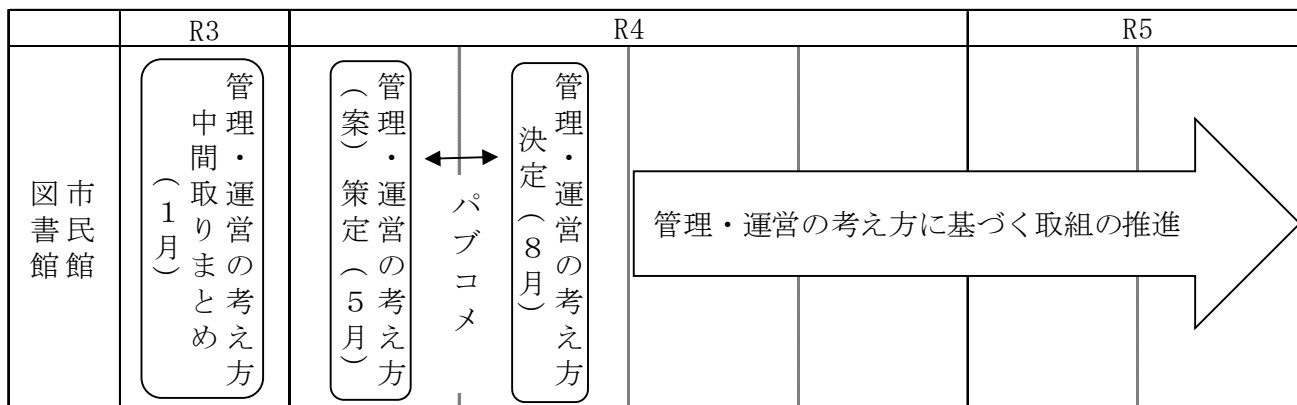 R3
R4
R5
市民館
図書館
管理・運営の考え方
中間取りまとめ
（１月）
管理・運営の考え方
（案）策定（５月）
パブコメ
管理・運営の考え方
決定（８月）
管理・運営の考え方に基づく取組の推進